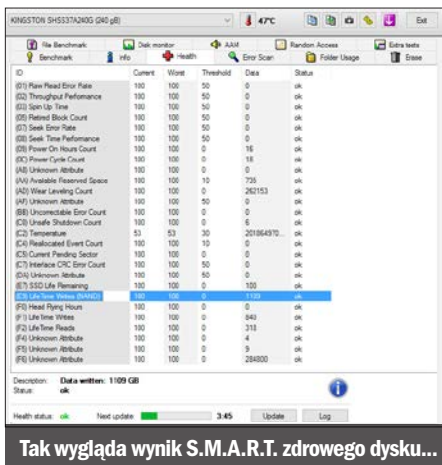 KINGSTON SHSS37A240G (240 gB) 47°C Exit
File Benchmark Disk monitor AAM Random Access Extra tests
Benchmark Info Health Error Scan Folder Usage Erase
ID Current Worst Threshold Data Status
(01) Raw Read Error Rate 100 100 50 0 ok
(02) Throughput Performance 100 100 50 0 ok
(03) Spin Up Time 100 100 50 0 ok
(05) Retired Block Count 100 100 50 0 ok
(07) Seek Error Rate 100 100 50 0 ok
(08) Seek Time Performance 100 100 50 0 ok
(09) Power On Hours Count 100 100 0 16 ok
(0C) Power Cycle Count 100 100 0 18 ok
(A8) Unknown Attribute 100 100 0 0 ok
(AA) Available Reserved Space 100 100 10 735 ok
(AD) Wear Leveling Count 100 100 0 262153 ok
(AF) Unknown Attribute 100 100 50 0 ok
(BB) Uncorrectable Error Count 100 100 0 0 ok
(C0) Unsafe Shutdown Count 100 100 0 6 ok
(C2) Temperature 53 53 30 201864970... ok
(C4) Reallocated Event Count 100 100 10 0 ok
(C5) Current Pending Sector 100 100 0 0 ok
(C7) Interface CRC Error Count 100 100 50 0 ok
(DA) Unknown Attribute 100 100 50 0 ok
(E7) SSD Life Remaining 100 100 0 100 ok
(E9) LifeTime Writes (NAND) 100 100 0 1109 ok
(F0) Head Flying Hours 100 100 0 0 ok
(F1) LifeTime Writes 100 100 0 840 ok
(F2) LifeTime Reads 100 100 0 318 ok
(F4) Unknown Attribute 100 100 0 4 ok
(F5) Unknown Attribute 100 100 0 9 ok
(F6) Unknown Attribute 100 100 0 284800 ok
Description: Data written: 1109 GB
Status: ok
Health status: ok Next update: 3:45 Update Log
Tak wygląda wynik S.M.A.R.T. zdrowego dysku...